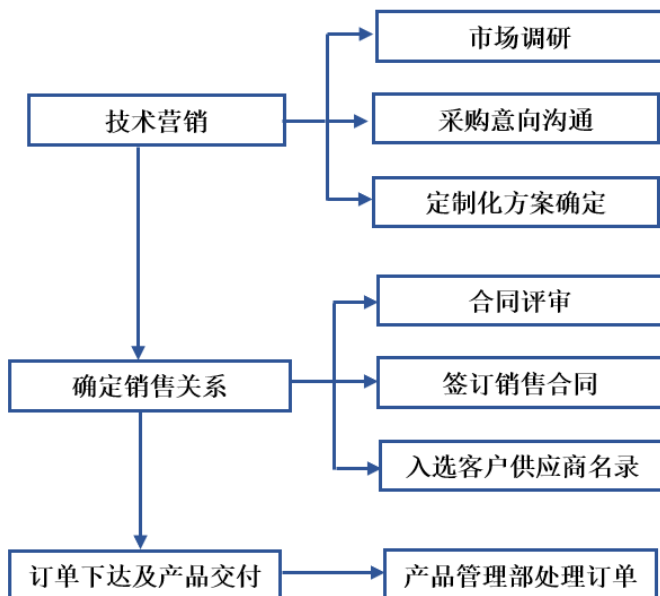 市场调研
技术营销
采购意向沟通
定制化方案确定
合同评审
确定销售关系
签订销售合同
入选客户供应商名录
订单下达及产品交付
产品管理部处理订单